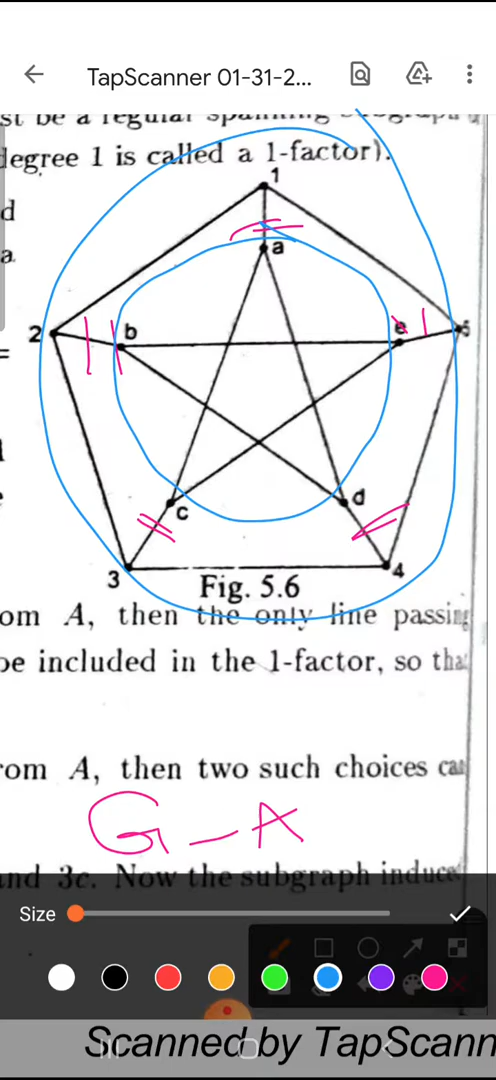 TapScanner 01-31-2...
degree 1 is called a 1-factor).
d
a
1
a
2
b
e
5
=
c
d
3
4
Fig. 5.6
om A, then the only line passing
be included in the 1-factor, so that
rom A, then two such choices can
G-A
and 3c. Now the subgraph induced
Size
Scanned by TapScann